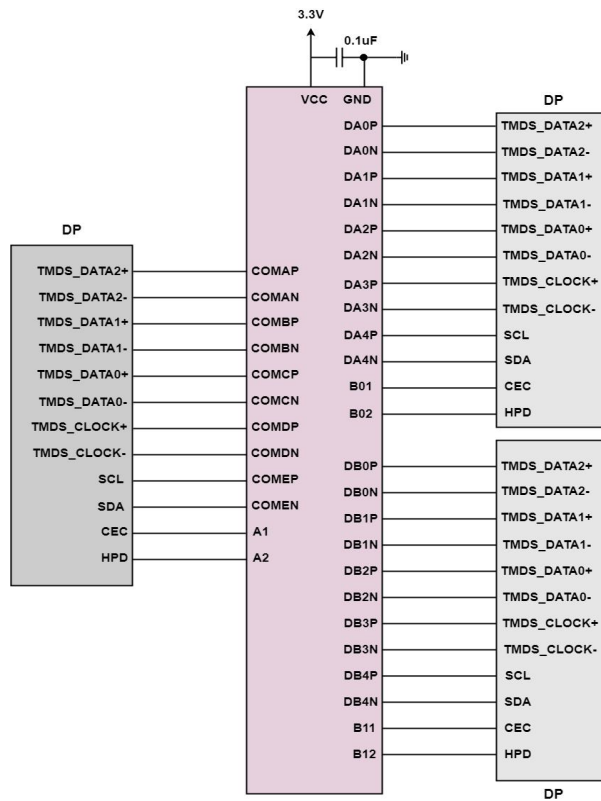 3.3V
0.1uF
VCC GND
DP
DA0P TMDS_DATA2+
DA0N TMDS_DATA2-
DA1P TMDS_DATA1+
DA1N TMDS_DATA1-
DA2P TMDS_DATA0+
DA2N TMDS_DATA0-
DA3P TMDS_CLOCK+
DA3N TMDS_CLOCK-
DA4P SCL
DA4N SDA
B01 CEC
B02 HPD
DP
TMDS_DATA2+ COMAP
TMDS_DATA2- COMAN
TMDS_DATA1+ COMBP
TMDS_DATA1- COMBN
TMDS_DATA0+ COMCP
TMDS_DATA0- COMCN
TMDS_CLOCK+ COMDP
TMDS_CLOCK- COMDN
SCL COMEP
SDA COMEN
CEC A1
HPD A2
DB0P TMDS_DATA2+
DB0N TMDS_DATA2-
DB1P TMDS_DATA1+
DB1N TMDS_DATA1-
DB2P TMDS_DATA0+
DB2N TMDS_DATA0-
DB3P TMDS_CLOCK+
DB3N TMDS_CLOCK-
DB4P SCL
DB4N SDA
B11 CEC
B12 HPD
DP